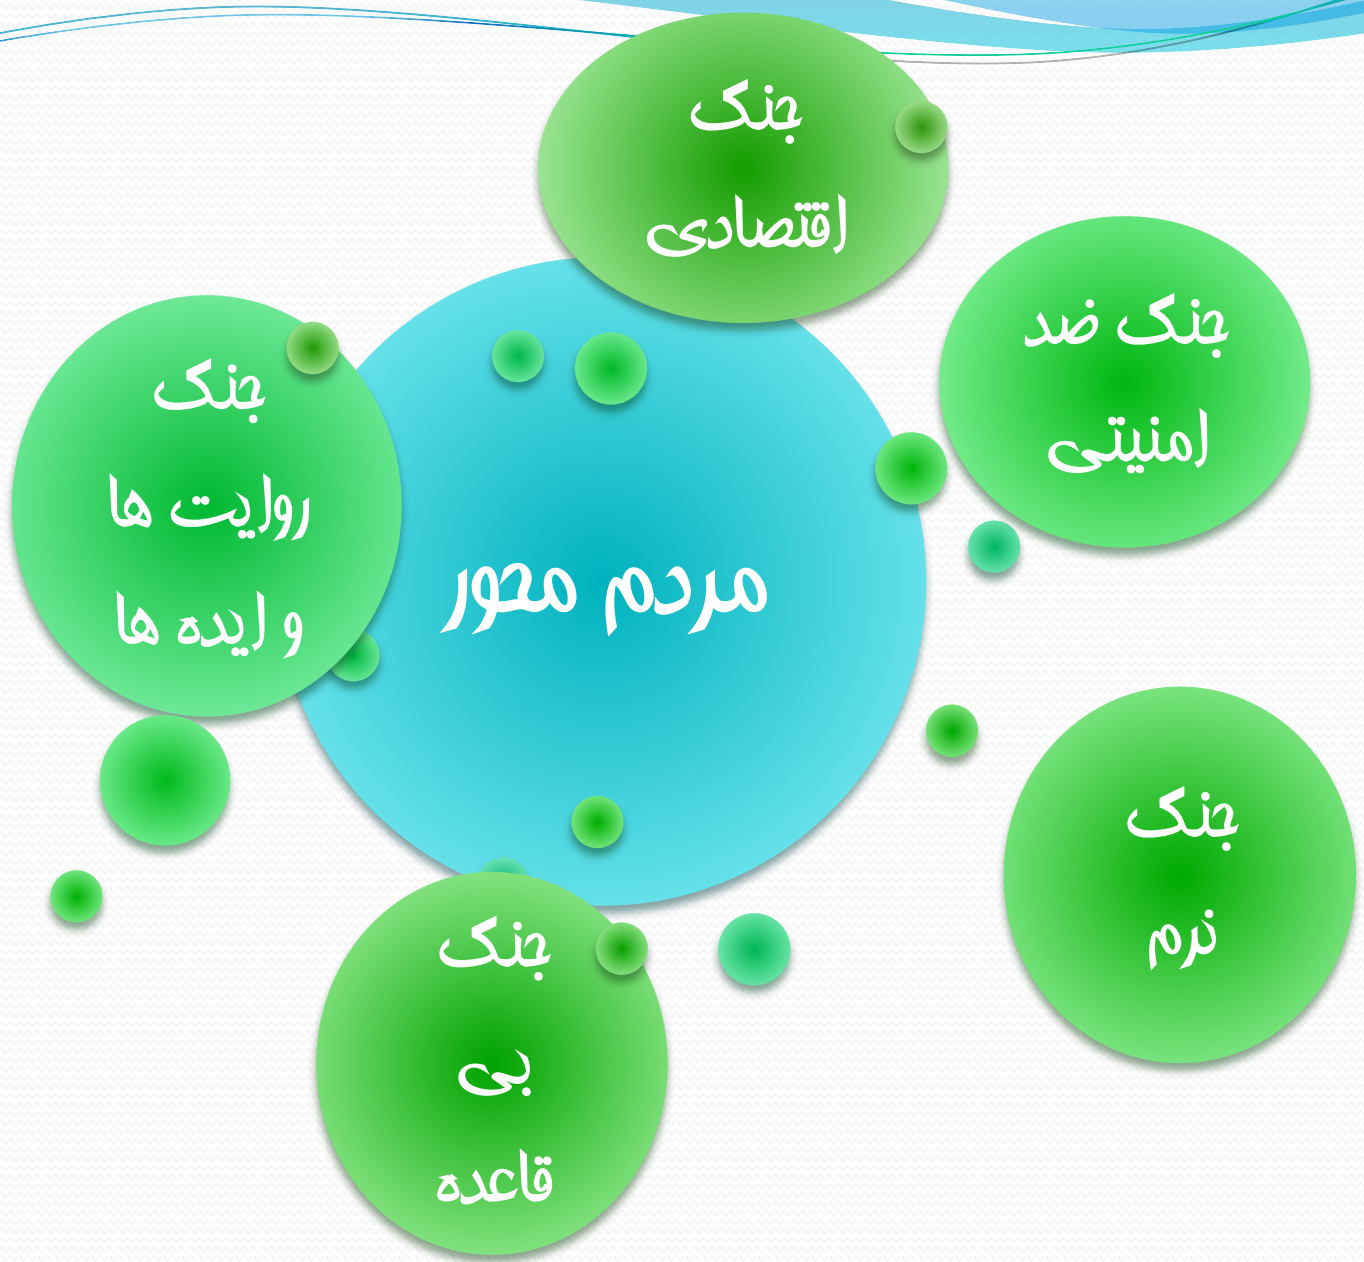 جنگ
اقتصادی
جنگ ضد
امنیتی
جنگ
روایت ها
و ایده ها
مردم محور
جنگ
نرم
جنگ
بی
قاعده